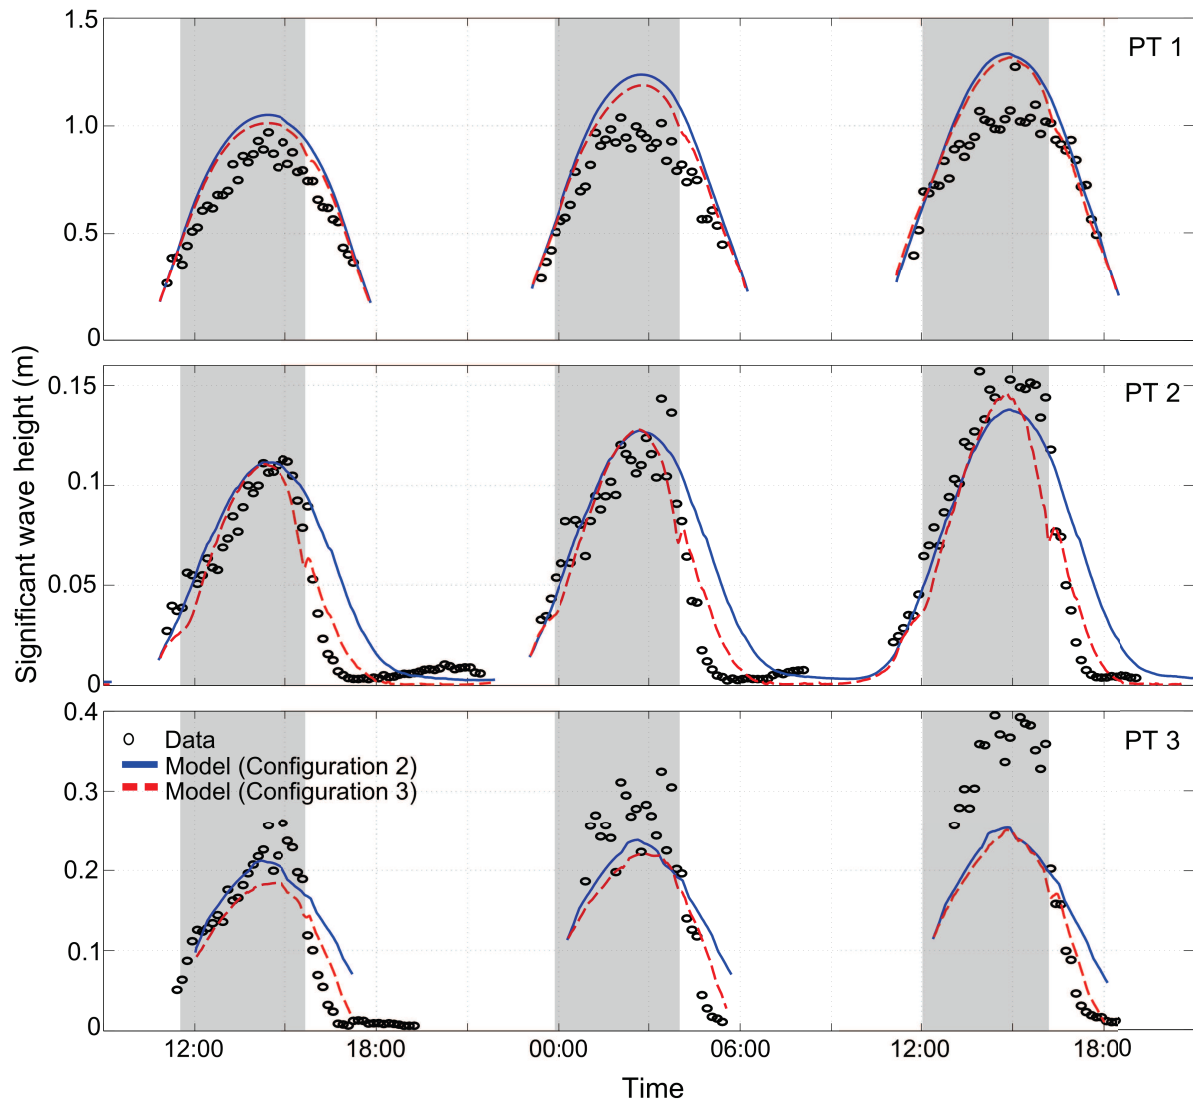 1.5
PT 1
1.0
0.5
0
Significant wave height (m)
0.15
PT 2
0.1
0.05
0
0.4
PT 3
Data
Model (Configuration 2)
Model (Configuration 3)
0.3
0.2
0.1
0
12:00 18:00 00:00 06:00 12:00 18:00
Time